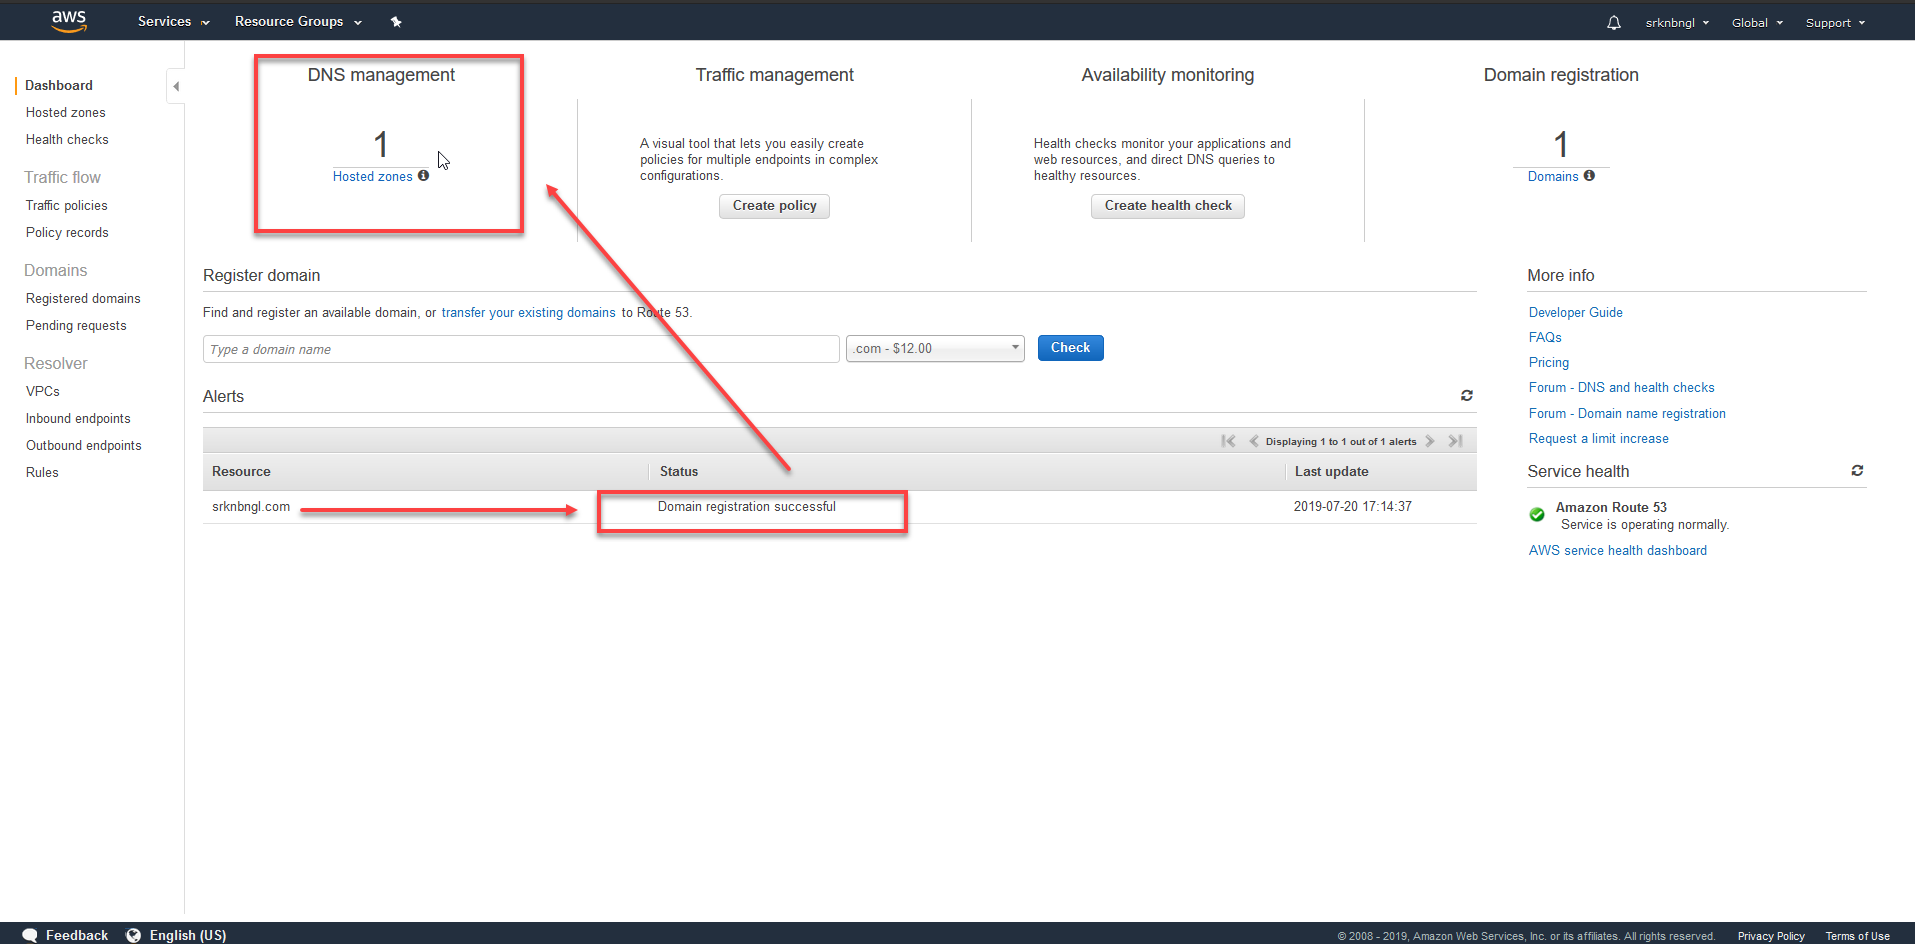 aws
Services
Resource Groups
srknbngl
Global
Support
Dashboard
Hosted zones
Health checks
Traffic flow
Traffic policies
Policy records
Domains
Registered domains
Pending requests
Resolver
VPCs
Inbound endpoints
Outbound endpoints
Rules
DNS management
1
Hosted zones
Traffic management
A visual tool that lets you easily create
policies for multiple endpoints in complex
configurations.
Create policy
Availability monitoring
Health checks monitor your applications and
web resources, and direct DNS queries to
healthy resources.
Create health check
Domain registration
1
Domains
Register domain
Find and register an available domain, or transfer your existing domains to Route 53.
Type a domain name
.com - $12.00
Check
Alerts
Displaying 1 to 1 out of 1 alerts
Resource
Status
Last update
srknbngl.com
Domain registration successful
2019-07-20 17:14:37
More info
Developer Guide
FAQs
Pricing
Forum - DNS and health checks
Forum - Domain name registration
Request a limit increase
Service health
Amazon Route 53
Service is operating normally.
AWS service health dashboard
Feedback
English (US)
© 2008 - 2019, Amazon Web Services, Inc. or its affiliates. All rights reserved.
Privacy Policy
Terms of Use